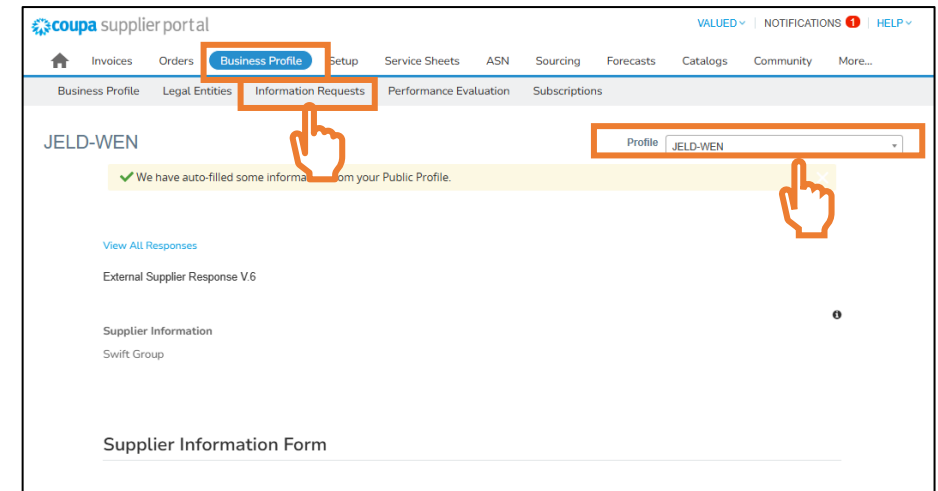 coupa supplier portal VALUED NOTIFICATIONS 1 HELP
Invoices Orders Business Profile Setup Service Sheets ASN Sourcing Forecasts Catalogs Community More...
Business Profile Legal Entities Information Requests Performance Evaluation Subscriptions
JELD-WEN Profile JELD-WEN
We have auto-filled some from your Public Profile.
View All Responses
External Supplier Response V.6
Supplier Information
Swift Group
Supplier Information Form